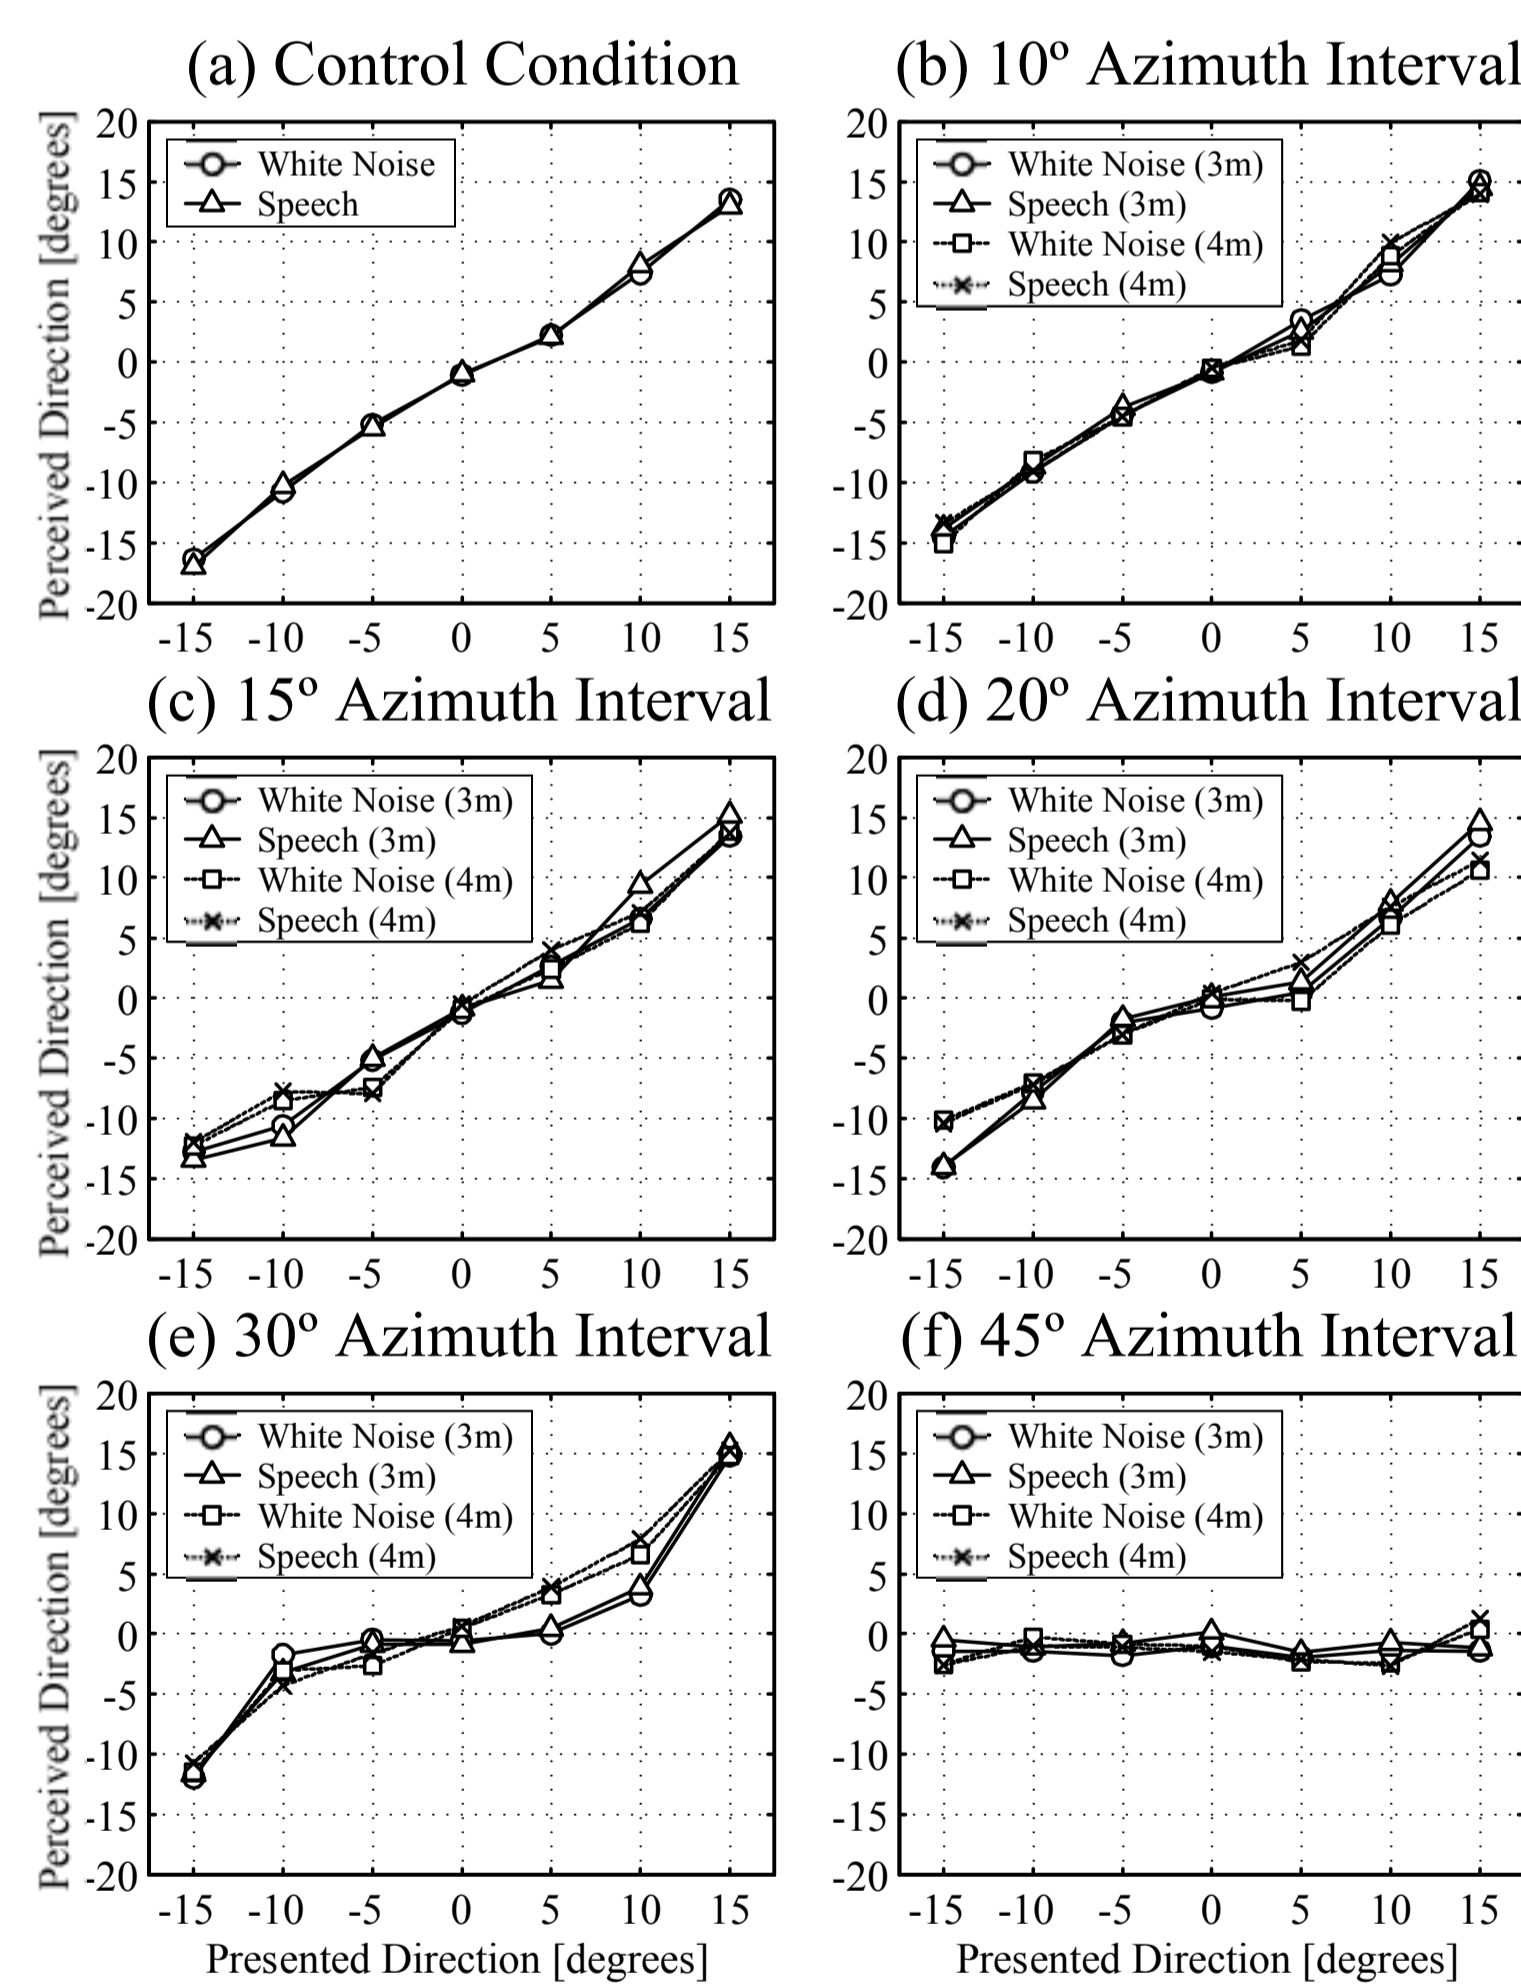 (a) Control Condition
Perceived Direction [degrees]
20
15
10
5
0
-5
-10
-15
-20
White Noise
Speech
-15 -10 -5 0 5 10 15
(b) 10º Azimuth Interval
20
15
10
5
0
-5
-10
-15
-20
White Noise (3m)
Speech (3m)
White Noise (4m)
Speech (4m)
-15 -10 -5 0 5 10 15
(c) 15º Azimuth Interval
Perceived Direction [degrees]
20
15
10
5
0
-5
-10
-15
-20
White Noise (3m)
Speech (3m)
White Noise (4m)
Speech (4m)
-15 -10 -5 0 5 10 15
(d) 20º Azimuth Interval
20
15
10
5
0
-5
-10
-15
-20
White Noise (3m)
Speech (3m)
White Noise (4m)
Speech (4m)
-15 -10 -5 0 5 10 15
(e) 30º Azimuth Interval
Perceived Direction [degrees]
20
15
10
5
0
-5
-10
-15
-20
White Noise (3m)
Speech (3m)
White Noise (4m)
Speech (4m)
-15 -10 -5 0 5 10 15
Presented Direction [degrees]
(f) 45º Azimuth Interval
20
15
10
5
0
-5
-10
-15
-20
White Noise (3m)
Speech (3m)
White Noise (4m)
Speech (4m)
-15 -10 -5 0 5 10 15
Presented Direction [degrees]